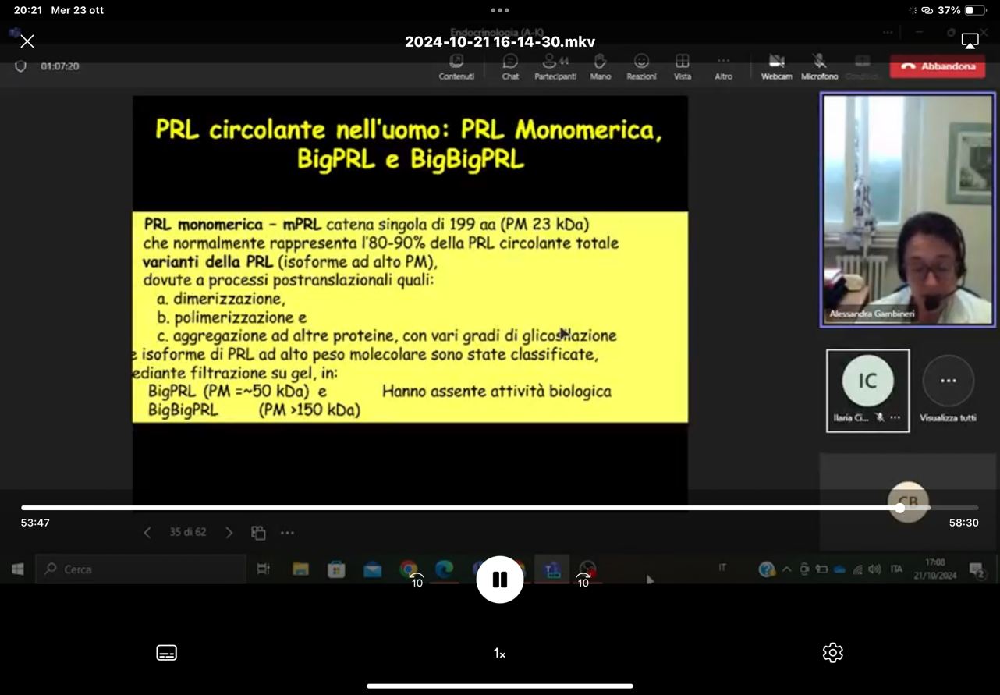 20:21 Mer 23 ott
37%
Endocrinologia (A-K)
2024-10-21 16-14-30.mkv
01:07:20
44
Contenuti Chat Partecipanti Mano Reazioni Vista Altro Webcam Microfono
Abbandona
PRL circolante nell'uomo: PRL Monomerica,
BigPRL e BigBigPRL
PRL monomerica – mPRL catena singola di 199 aa (PM 23 kDa)
che normalmente rappresenta l'80-90% della PRL circolante totale
varianti della PRL (isoforme ad alto PM),
dovute a processi postranslazionali quali:
a. dimerizzazione,
b. polimerizzazione e
c. aggregazione ad altre proteine, con vari gradi di glicosilazione
e isoforme di PRL ad alto peso molecolare sono state classificate,
ediante filtrazione su gel, in:
BigPRL (PM =~50 kDa) e Hanno assente attività biologica
BigBigPRL (PM >150 kDa)
Alessandra Gambineri
IC
Ilaria Ci...
Visualizza tutti
CB
53:47
58:30
35 di 62
Cerca
IT
ITA
17:08
21/10/2024
2
10
10
1x